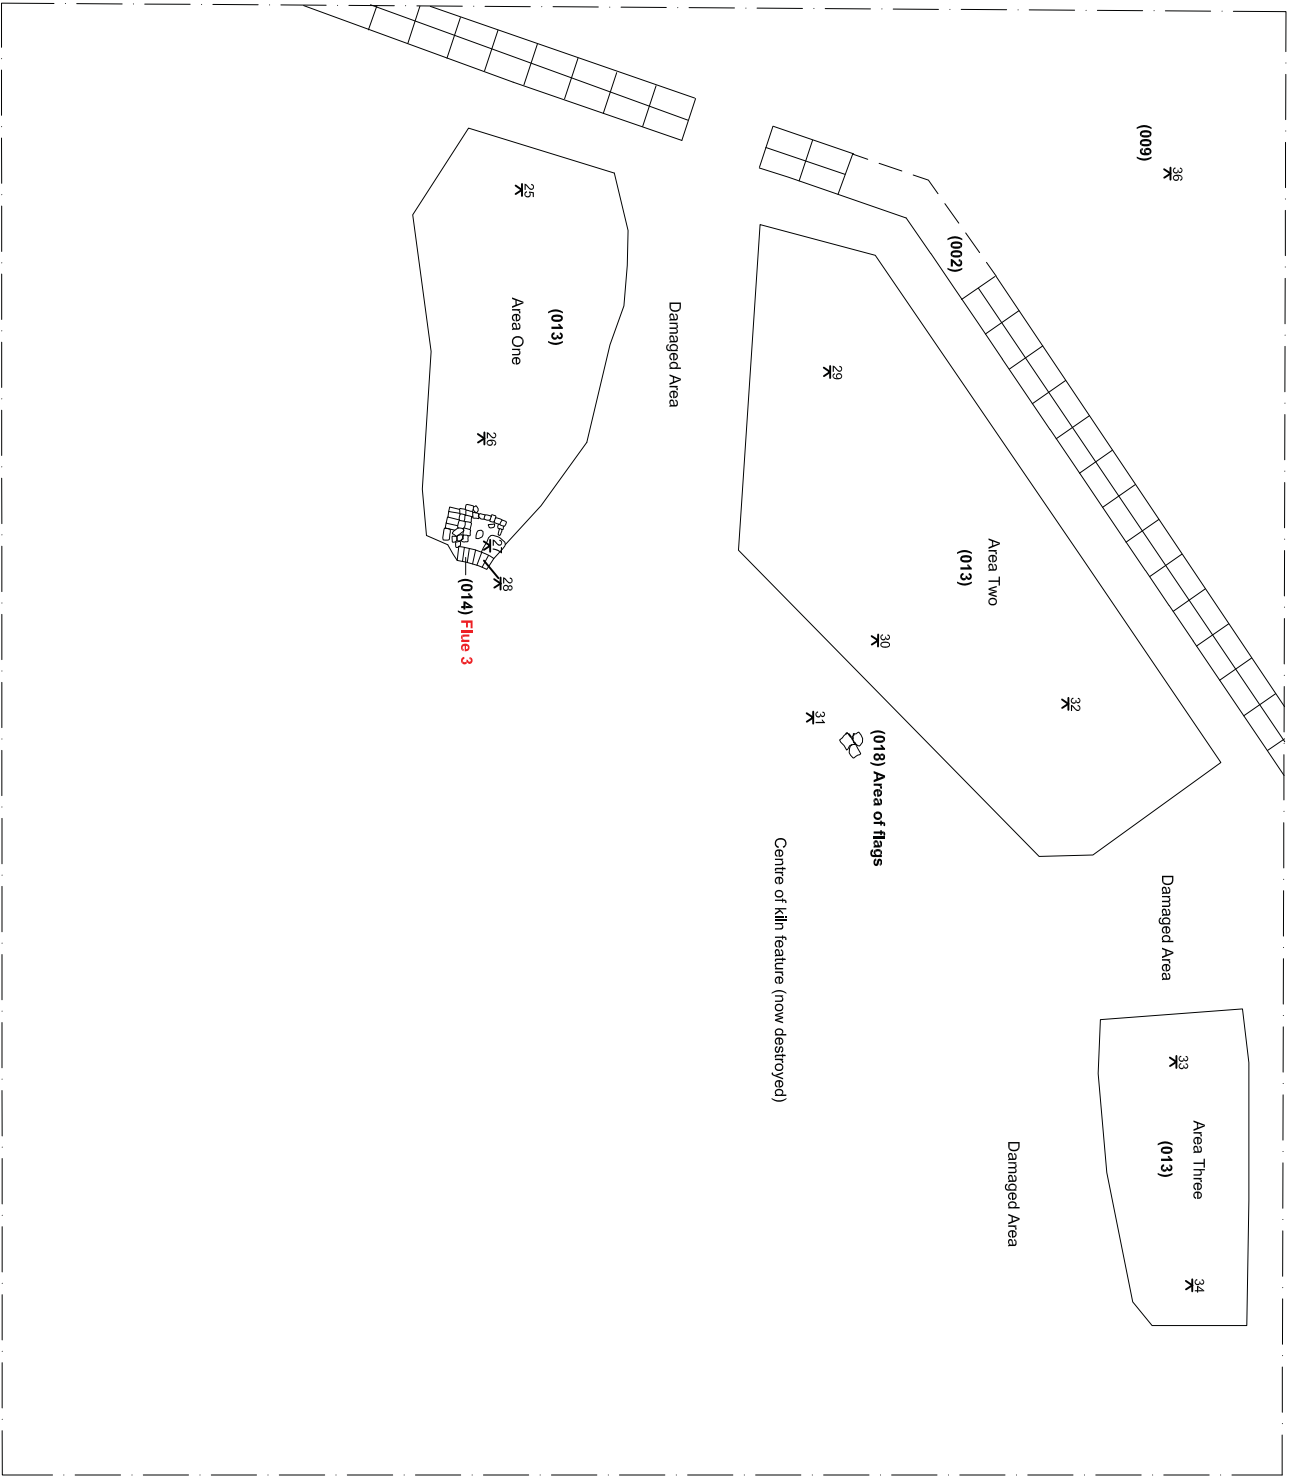 36
(009)
(002)
25
(013)
Area One
Damaged Area
26
27
28
(014) Flue 3
29
Area Two
(013)
30
32
31
(018) Area of flags
Centre of kiln feature (now destroyed)
Damaged Area
33
Area Three
(013)
Damaged Area
34